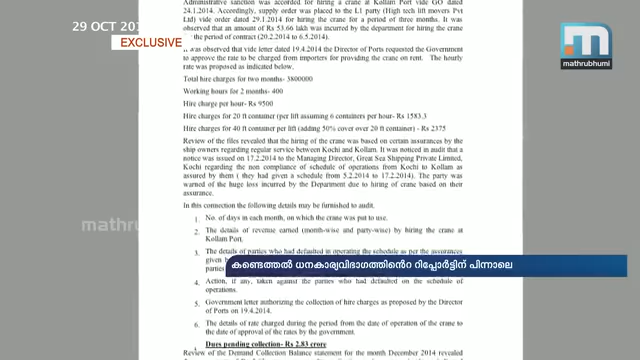 29 OCT 201
EXCLUSIVE
mathrubhumi
Administrative sanction was accorded for hiring a crane at Kollam Port vide GO dated
24.1.2014. Accordingly, supply order was placed to the L1 party (High tech lift movers Pvt
Ltd) vide order dated 29.1.2014 for hiring the crane for a period of three months. It was
observed that an amount of Rs 53.66 lakh was incurred by the department for hiring the crane
the period of contract (20.2.2014 to 6.5.2014).
It was observed that vide letter dated 19.4.2014 the Director of Ports requested the Government
to approve the rate to be charged from importers for providing the crane on rent. The hourly
rate was proposed as indicated below.
Total hire charges for two months- 3800000
Working hours for 2 months- 400
Hire charge per hour- Rs 9500
Hire charges for 20 ft container (per lift assuming 6 containers per hour- Rs 1583.3
Hire charges for 40 ft container per lift (adding 50% cover over 20 ft container) - Rs 2375
Review of the files revealed that the hiring of the crane was based on certain assurances by the
ship owners regarding regular service between Kochi and Kollam. It was noticed in audit that a
notice was issued on 17.2.2014 to the Managing Director, Great Sea Shipping Private Limited,
Kochi regarding the non compliance of schedule of operations from Kochi to Kollam as
assured by them ( they had given a schedule from 5.2.2014 to 17.2.2014). The party was
warned of the huge loss incurred by the Department due to hiring of crane based on their
assurance.
In this connection the following details may be furnished to audit.
1. No. of days in each month, on which the crane was put to use.
2. The details of revenue earned (month-wise and party-wise) by hiring the crane at
Kollam Port.
3. The details of parties who had defaulted in operating the schedule as per the assurances
given b
parties
കണ്ടെത്തൽ ധനകാര്യവിഭാഗത്തിൻെറ റിപ്പോർട്ടിന് പിന്നാലെ
4. Action, if any, taken against the parties who had defaulted on the schedule of
operations.
5. Government letter authorizing the collection of hire charges as proposed by the Director
of Ports on 19.4.2014.
6. The details of rate charged during the period from the date of operation of the crane to
the date of approval of the rates by the government.
Dues pending collection- Rs 2.83 crore
Review of the Demand Collection Balance statement for the month December 2014 revealed
mathrubhumi